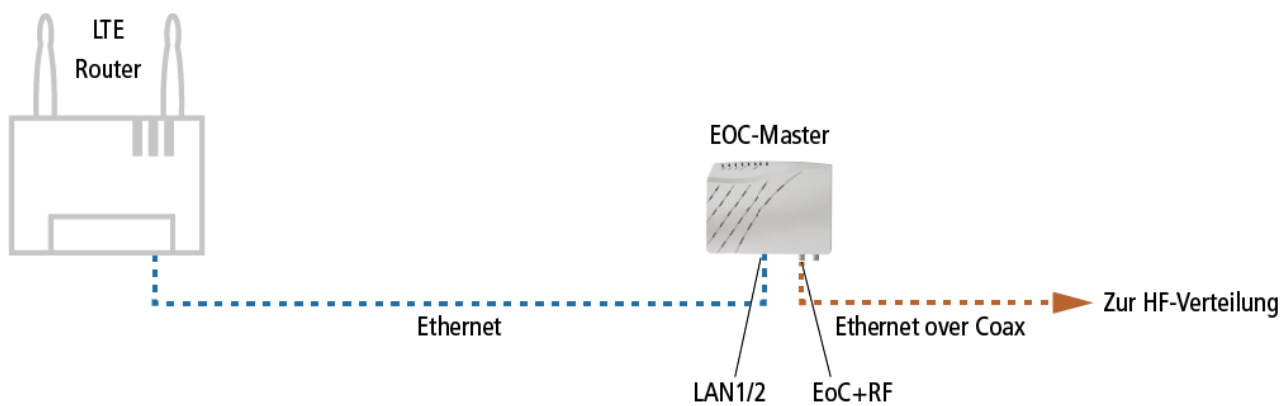 LTE
Router
EOC-Master
Zur HF-Verteilung
Ethernet
Ethernet over Coax
LAN1/2
EoC+RF